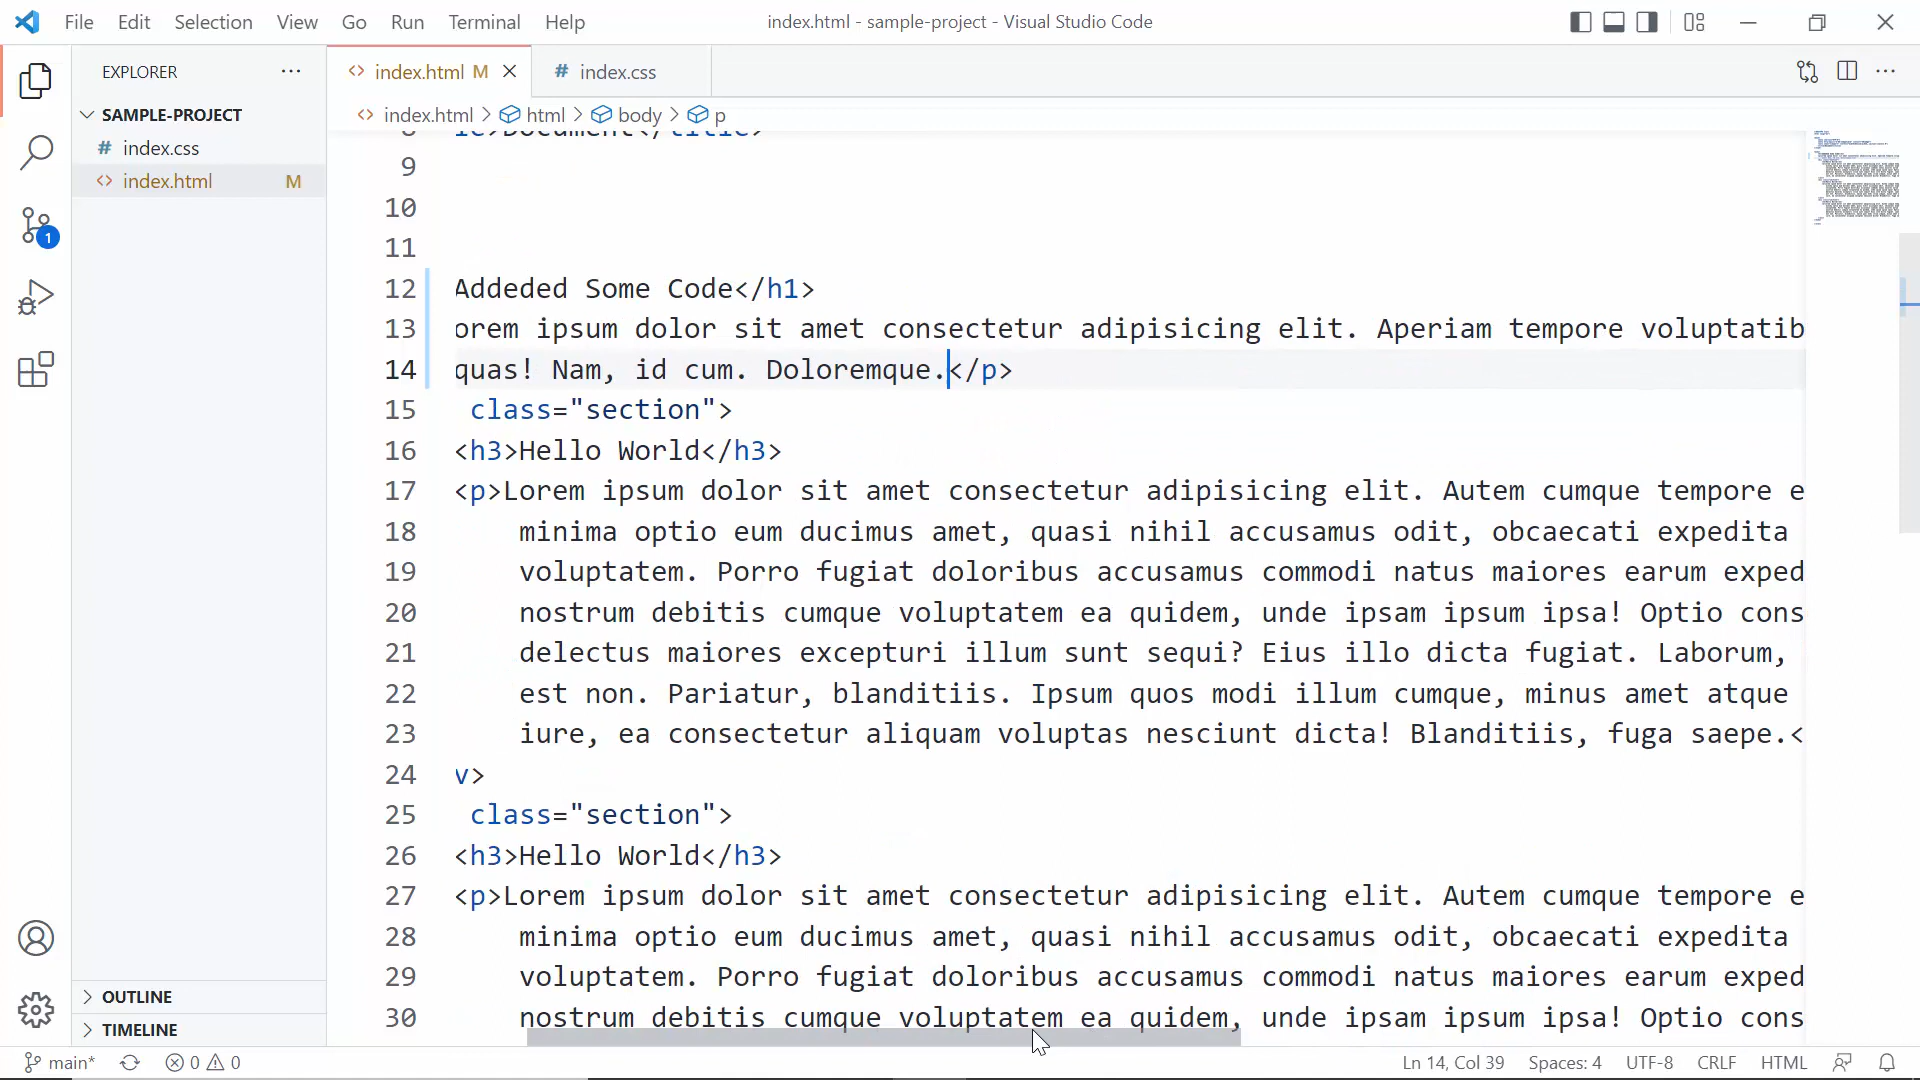 File Edit Selection View Go Run Terminal Help
index.html - sample-project - Visual Studio Code
EXPLORER
SAMPLE-PROJECT
# index.css
<> index.html M
OUTLINE
TIMELINE
<> index.html M
# index.css
<> index.html > html > body > p
8 le>Document</title>
9
10
11
12 Addeded Some Code</h1>
13 orem ipsum dolor sit amet consectetur adipisicing elit. Aperiam tempore voluptatib
14 quas! Nam, id cum. Doloremque.</p>
15 class="section">
16 <h3>Hello World</h3>
17 <p>Lorem ipsum dolor sit amet consectetur adipisicing elit. Autem cumque tempore e
18 minima optio eum ducimus amet, quasi nihil accusamus odit, obcaecati expedita
19 voluptatem. Porro fugiat doloribus accusamus commodi natus maiores earum exped
20 nostrum debitis cumque voluptatem ea quidem, unde ipsam ipsum ipsa! Optio cons
21 delectus maiores excepturi illum sunt sequi? Eius illo dicta fugiat. Laborum,
22 est non. Pariatur, blanditiis. Ipsum quos modi illum cumque, minus amet atque
23 iure, ea consectetur aliquam voluptas nesciunt dicta! Blanditiis, fuga saepe.<
24 v>
25 class="section">
26 <h3>Hello World</h3>
27 <p>Lorem ipsum dolor sit amet consectetur adipisicing elit. Autem cumque tempore e
28 minima optio eum ducimus amet, quasi nihil accusamus odit, obcaecati expedita
29 voluptatem. Porro fugiat doloribus accusamus commodi natus maiores earum exped
30 nostrum debitis cumque voluptatem ea quidem, unde ipsam ipsum ipsa! Optio cons
1
main* 0 0
Ln 14, Col 39 Spaces: 4 UTF-8 CRLF HTML